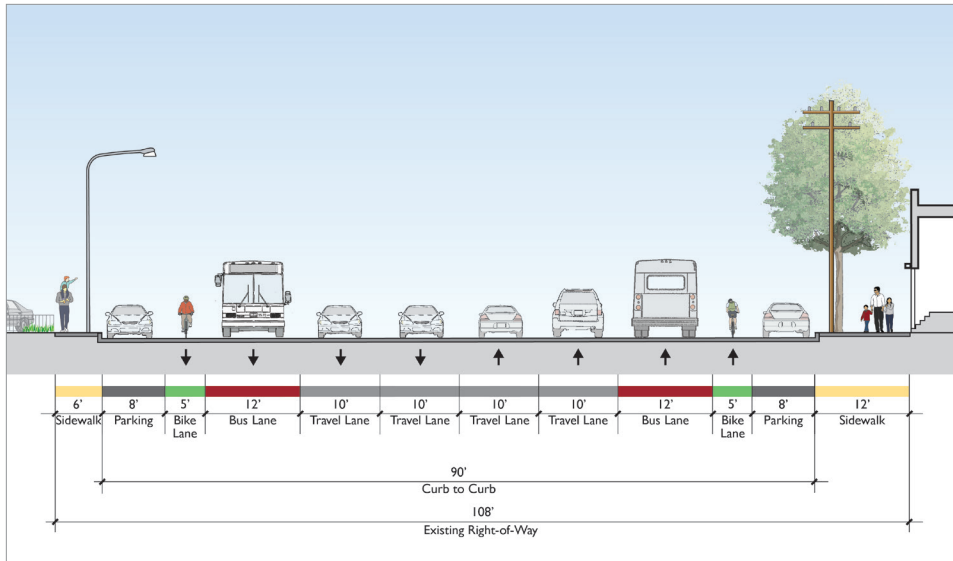 6' 8' 5' 12' 10' 10' 10' 10' 12' 5' 8' 12'
Sidewalk Parking Bike Lane Bus Lane Travel Lane Travel Lane Travel Lane Travel Lane Bus Lane Bike Lane Parking Sidewalk
90'
Curb to Curb
108'
Existing Right-of-Way